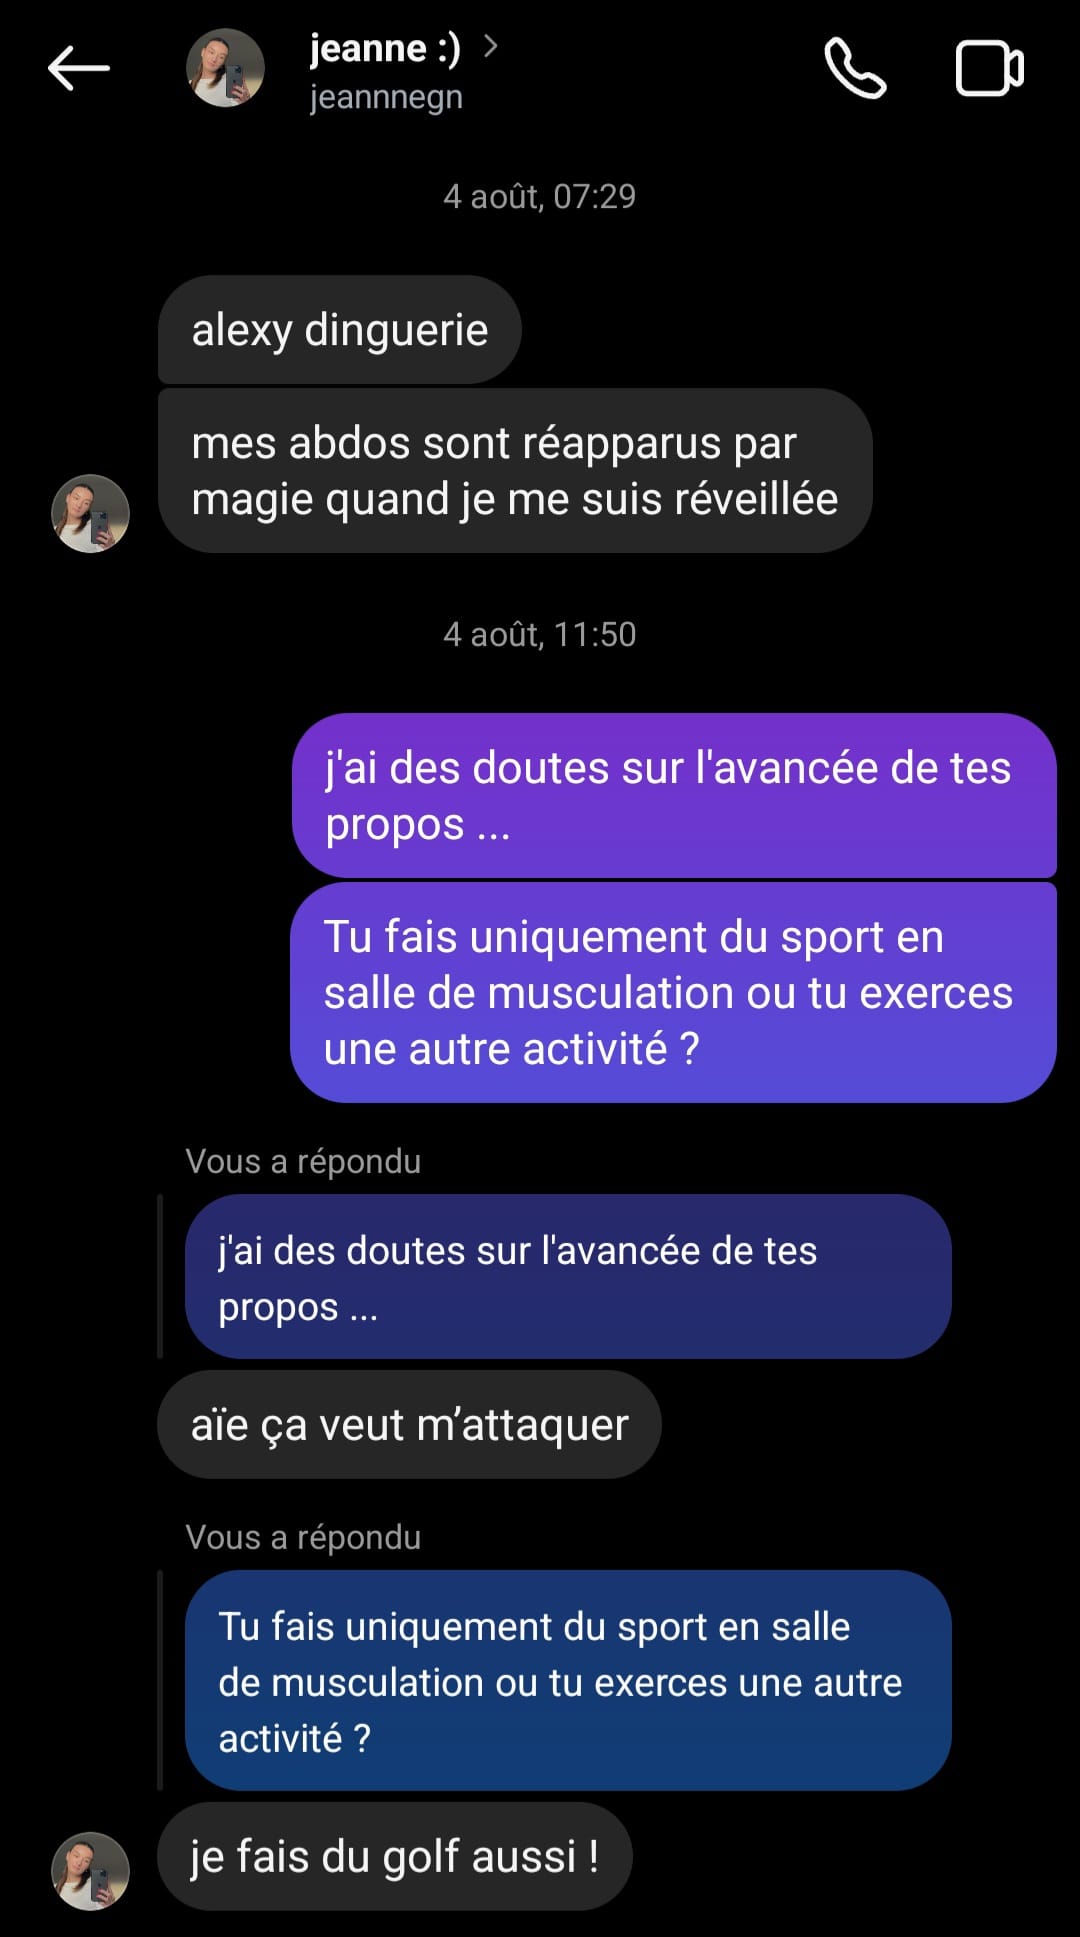 jeanne :)
jeannnegn
4 août, 07:29
alexy dinguerie
mes abdos sont réapparus par
magie quand je me suis réveillée
4 août, 11:50
j'ai des doutes sur l'avancée de tes
propos ...
Tu fais uniquement du sport en
salle de musculation ou tu exerces
une autre activité ?
Vous a répondu
j'ai des doutes sur l'avancée de tes
propos ...
aïe ça veut m’attaquer
Vous a répondu
Tu fais uniquement du sport en salle
de musculation ou tu exerces une autre
activité ?
je fais du golf aussi !